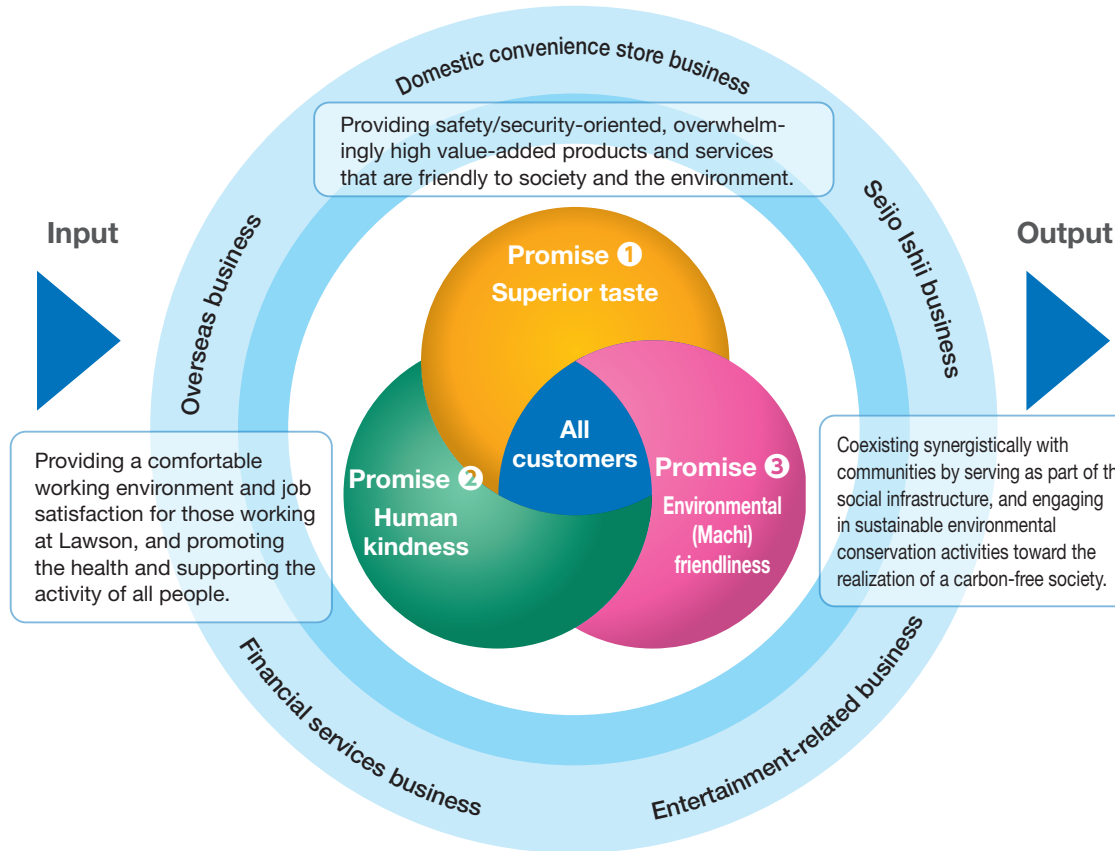 Domestic convenience store business
Providing safety/security-oriented, overwhelm-
ingly high value-added products and services
that are friendly to society and the environment.
Input
Overseas business
Seijo Ishii business
Output
Promise 1
Superior taste
All
customers
Promise 2
Human
kindness
Promise 3
Environmental
(Machi)
friendliness
Providing a comfortable
working environment and job
satisfaction for those working
at Lawson, and promoting
the health and supporting the
activity of all people.
Coexisting synergistically with
communities by serving as part of th
social infrastructure, and engaging
in sustainable environmental
conservation activities toward the
realization of a carbon-free society.
Financial services business
Entertainment-related business